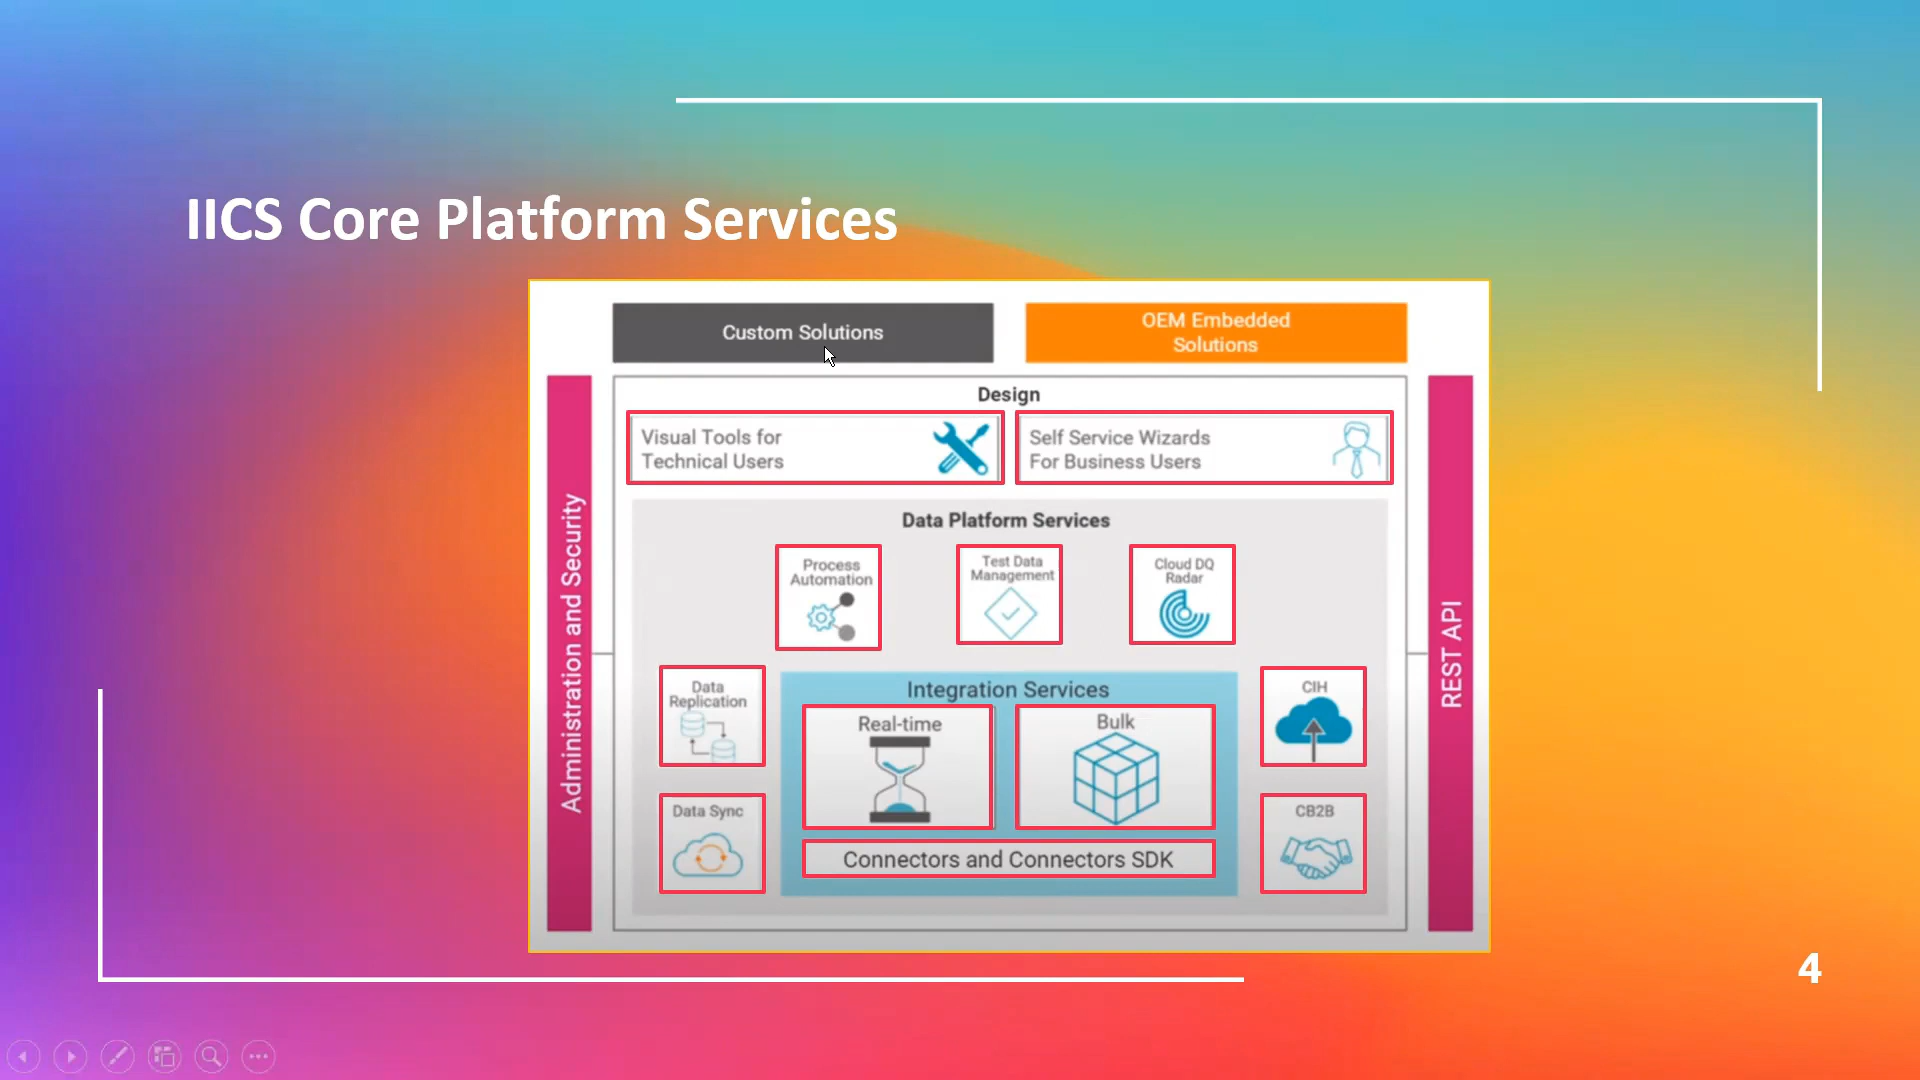 IICS Core Platform Services
Custom Solutions
OEM Embedded
Solutions
Design
Visual Tools for
Technical Users
Self Service Wizards
For Business Users
Administration and Security
Data Platform Services
Process
Automation
Test Data
Management
Cloud DQ
Radar
Data
Replication
Integration Services
Real-time
Bulk
CIH
Data Sync
Connectors and Connectors SDK
CB2B
REST API
4